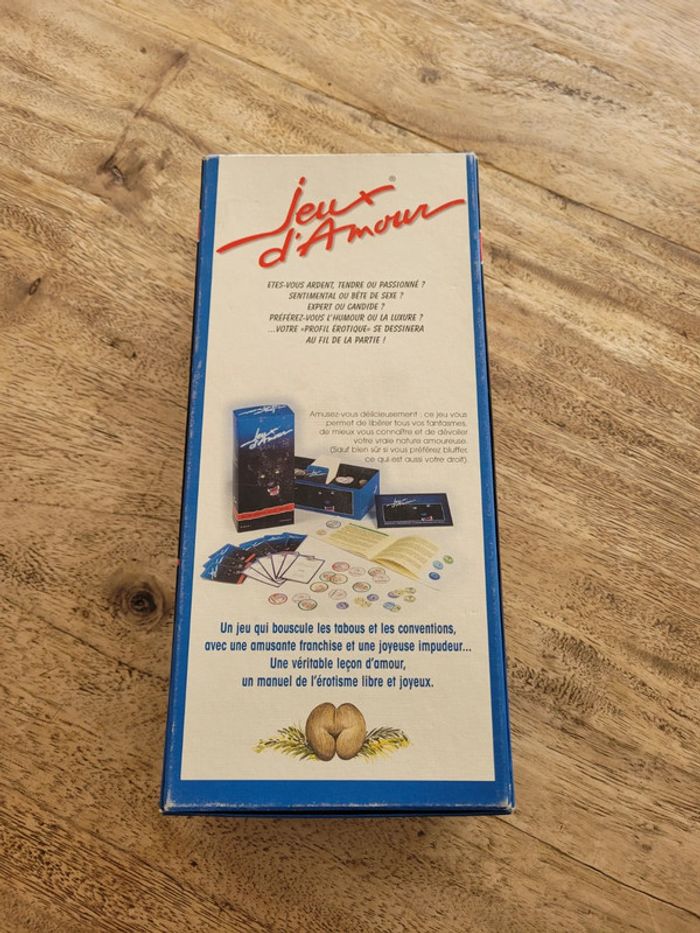 jeux ®
d'Amour
ETES-VOUS ARDENT, TENDRE OU PASSIONNÉ ?
SENTIMENTAL OU BÊTE DE SEXE ?
EXPERT OU CANDIDE ?
PRÉFÉREZ-VOUS L'HUMOUR OU LA LUXURE ?
...VOTRE «PROFIL ÉROTIQUE» SE DESSINERA
AU FIL DE LA PARTIE !
Amusez-vous délicieusement : ce jeu vous
permet de libérer tous vos fantasmes,
de mieux vous connaître et de dévoiler
votre vraie nature amoureuse.
(Sauf bien sûr si vous préférez bluffer,
ce qui est aussi votre droit).
jeux
d'Amour
Un jeu qui bouscule les tabous et les conventions,
avec une amusante franchise et une joyeuse impudeur...
Une véritable leçon d'amour,
un manuel de l'érotisme libre et joyeux.